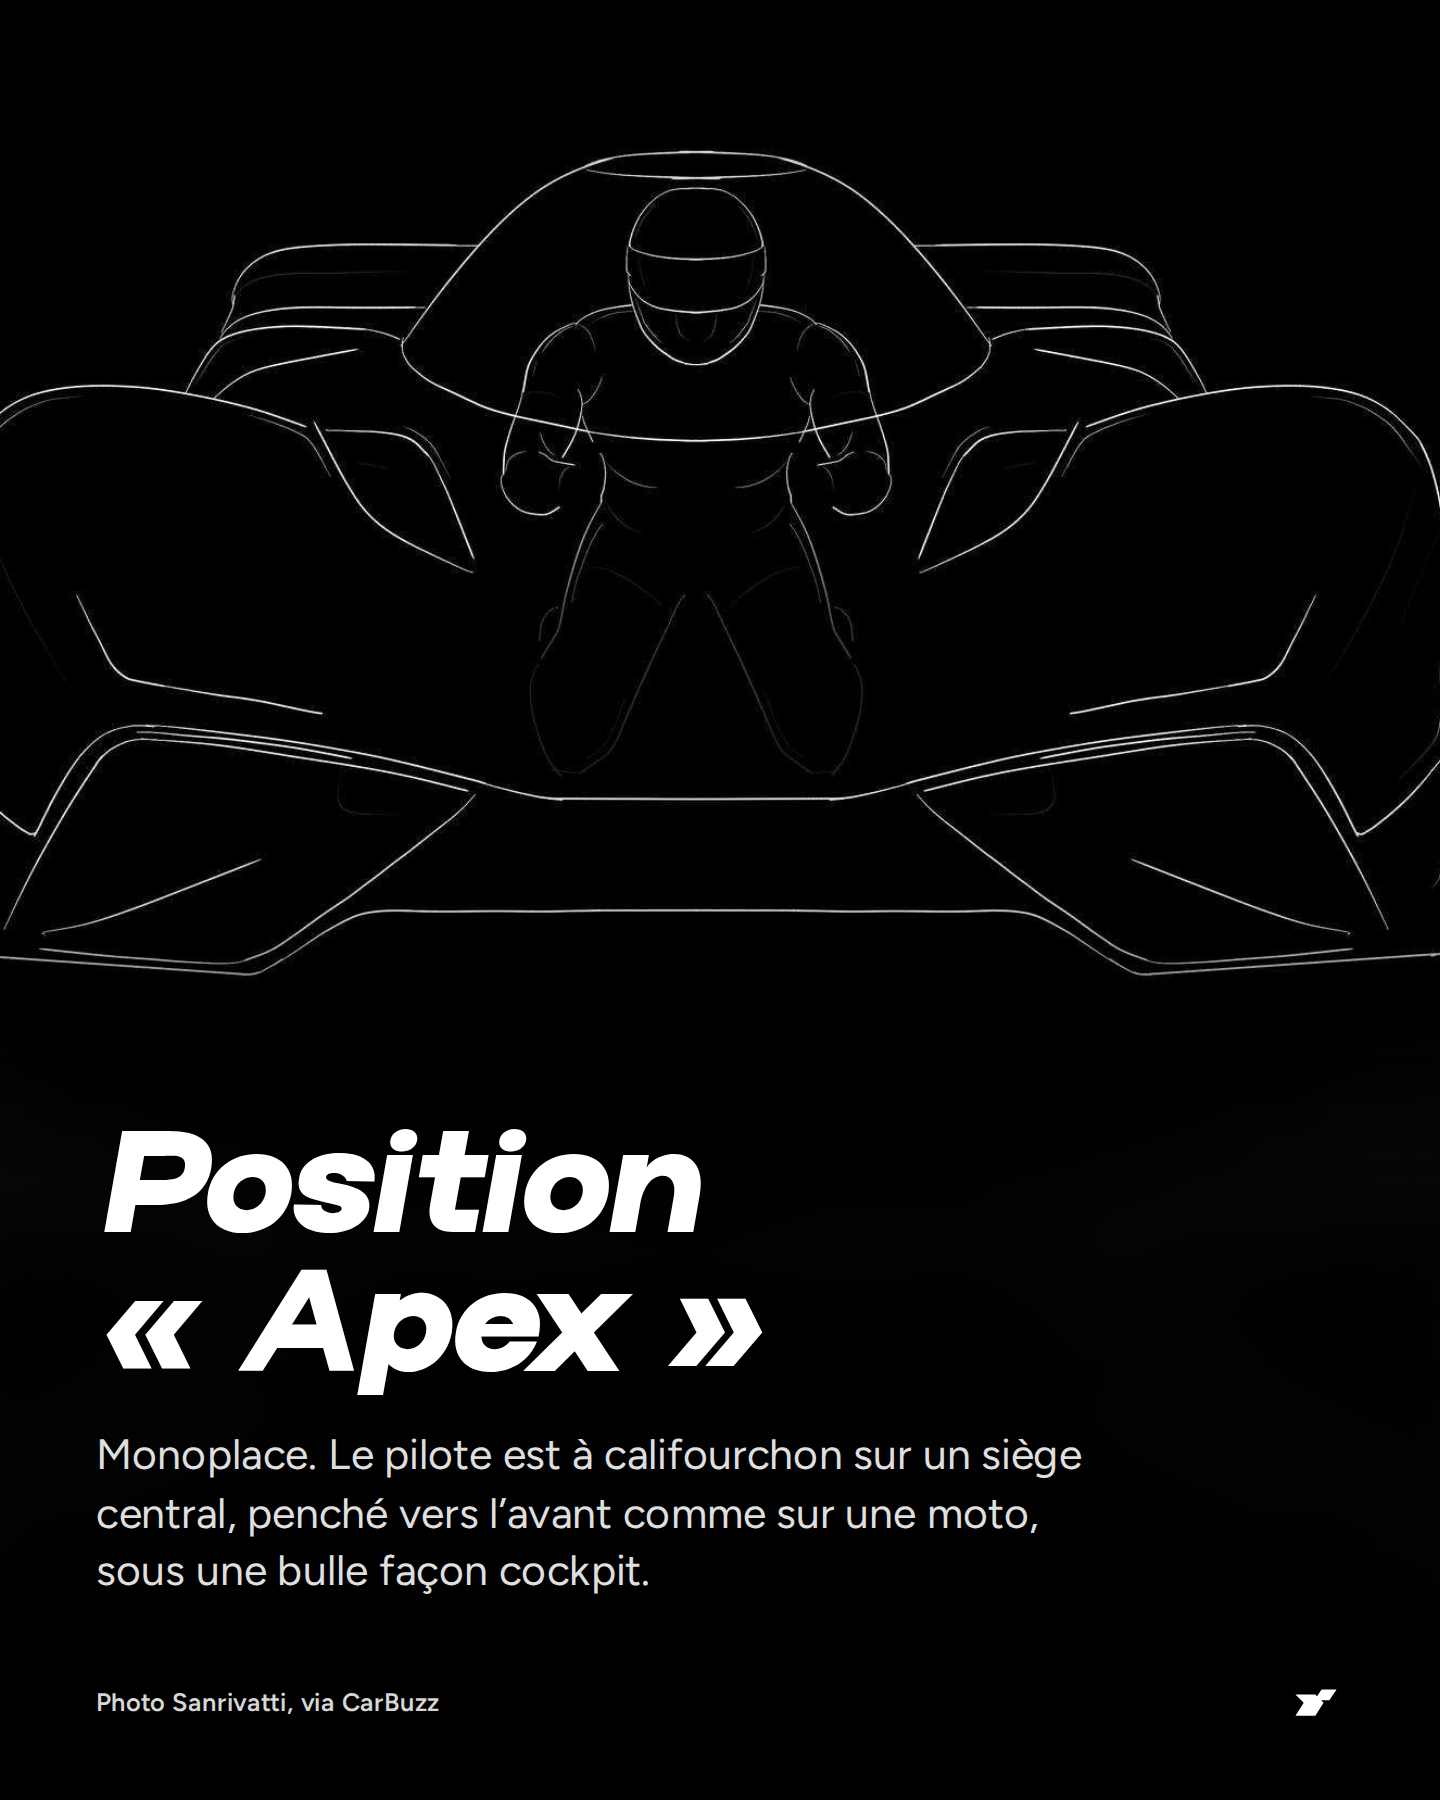 Position
« Apex »
Monoplace. Le pilote est à califourchon sur un siège
central, penché vers l’avant comme sur une moto,
sous une bulle façon cockpit.
Photo Sanrivatti, via CarBuzz